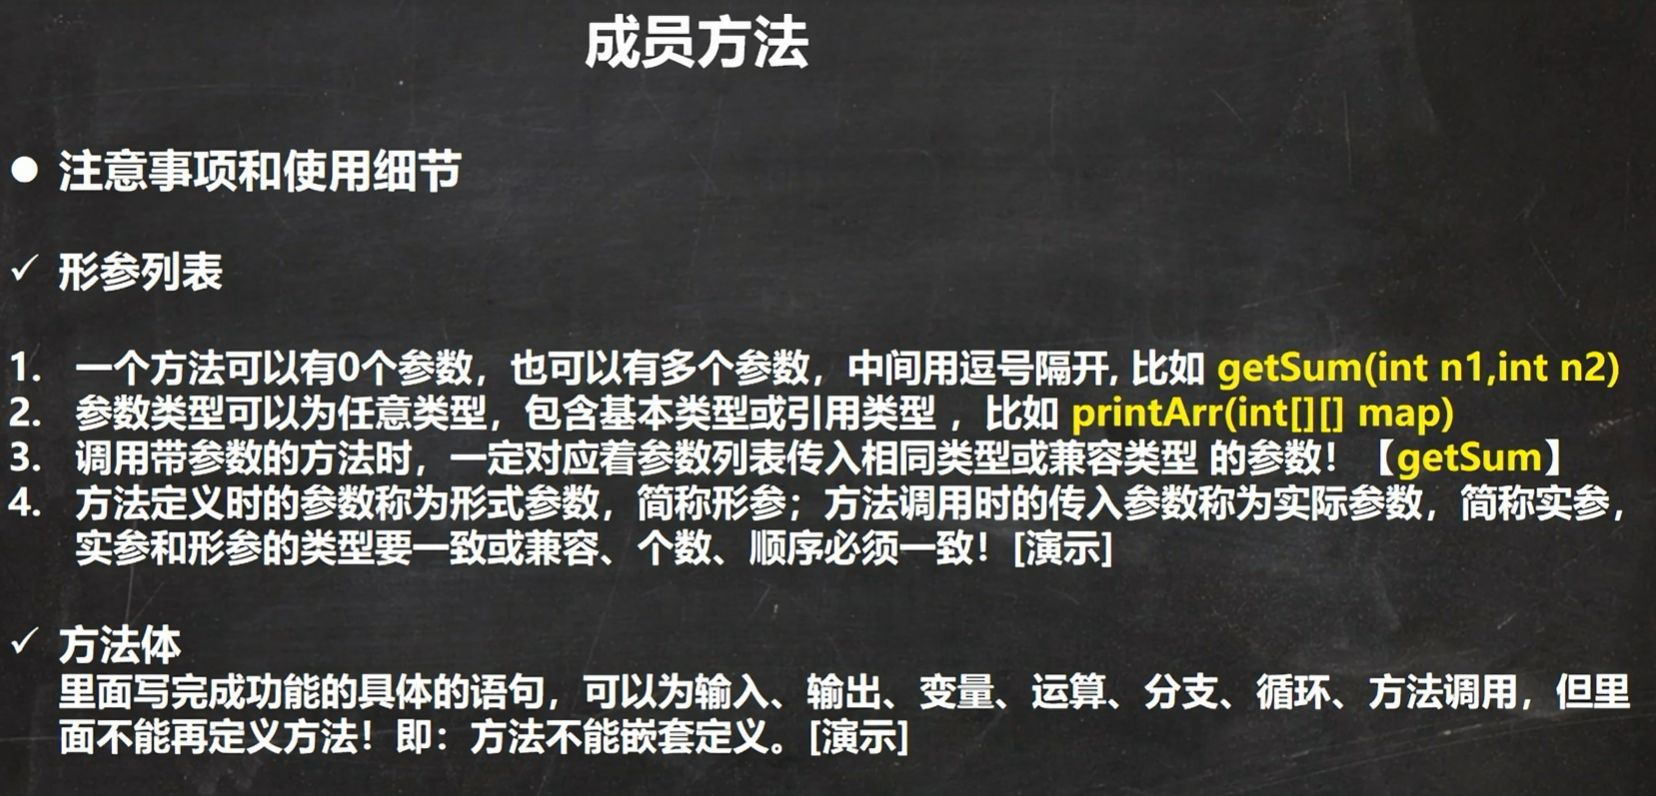 成员方法
● 注意事项和使用细节
✓ 形参列表
1. 一个方法可以有0个参数，也可以有多个参数，中间用逗号隔开, 比如 getSum(int n1,int n2)
2. 参数类型可以为任意类型，包含基本类型或引用类型 ，比如 printArr(int[][] map)
3. 调用带参数的方法时，一定对应着参数列表传入相同类型或兼容类型 的参数！【getSum】
4. 方法定义时的参数称为形式参数，简称形参；方法调用时的传入参数称为实际参数，简称实参，
实参和形参的类型要一致或兼容、个数、顺序必须一致！[演示]
✓ 方法体
里面写完成功能的具体的语句，可以为输入、输出、变量、运算、分支、循环、方法调用，但里
面不能再定义方法！即：方法不能嵌套定义。[演示]